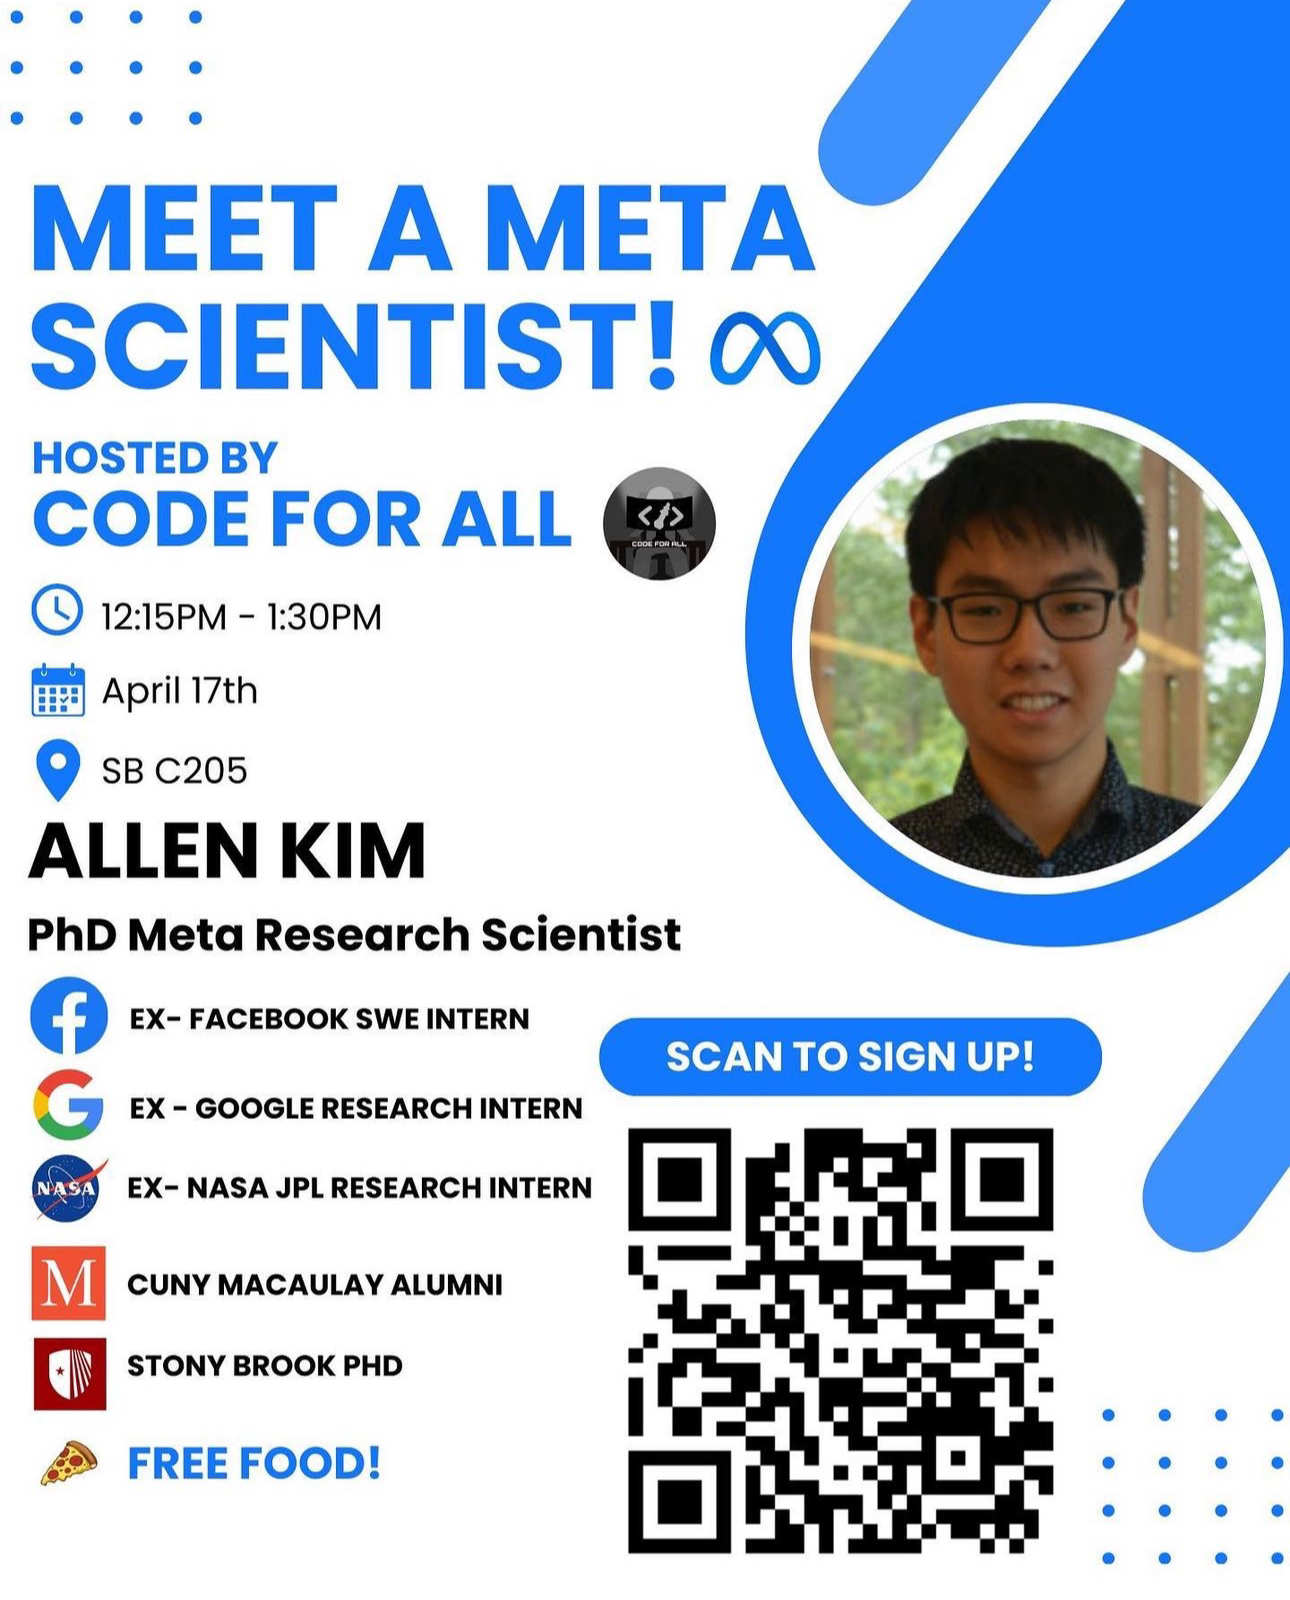 MEET A META
SCIENTIST!
HOSTED BY
CODE FOR ALL
CODE FOR ALL
12:15PM - 1:30PM
April 17th
SB C205
ALLEN KIM
PhD Meta Research Scientist
EX- FACEBOOK SWE INTERN
SCAN TO SIGN UP!
EX - GOOGLE RESEARCH INTERN
NASA
EX- NASA JPL RESEARCH INTERN
M
CUNY MACAULAY ALUMNI
STONY BROOK PHD
FREE FOOD!